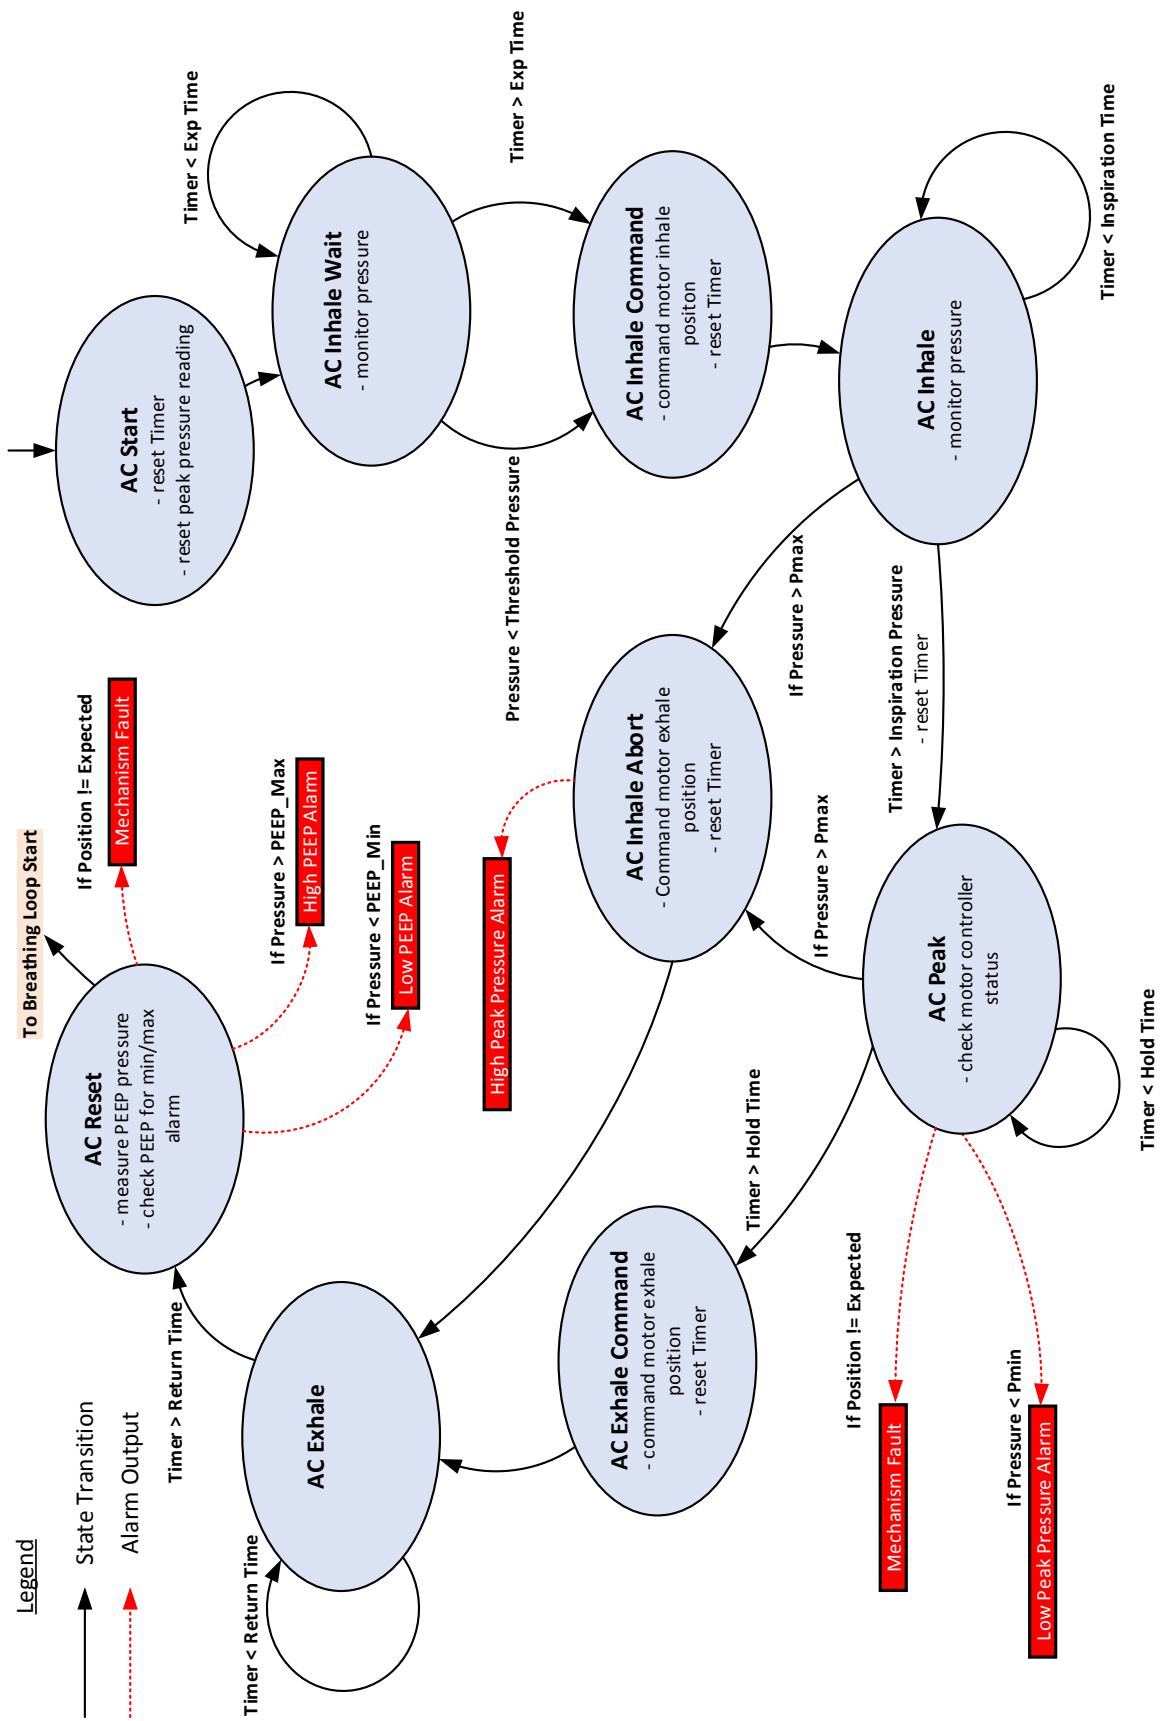 Legend
State Transition
Alarm Output
To Breathing Loop Start
AC Start
- reset Timer
- reset peak pressure reading
Timer < Exp Time
AC Inhale Wait
- monitor pressure
Timer > Exp Time
Pressure < Threshold Pressure
AC Inhale Command
- command motor inhale
positon
- reset Timer
AC Inhale
- monitor pressure
Timer < Inspiration Time
If Pressure > Pmax
Timer > Inspiration Pressure
- reset Timer
AC Inhale Abort
- Command motor exhale
position
- reset Timer
High Peak Pressure Alarm
If Pressure > Pmax
AC Peak
- check motor controller
status
Timer < Hold Time
Timer > Hold Time
If Position != Expected
Mechanism Fault
If Pressure < Pmin
Low Peak Pressure Alarm
AC Exhale Command
- command motor exhale
position
- reset Timer
AC Exhale
Timer < Return Time
Timer > Return Time
AC Reset
- measure PEEP pressure
- check PEEP for min/max
alarm
If Position != Expected
Mechanism Fault
If Pressure > PEEP_Max
High PEEP Alarm
If Pressure < PEEP_Min
Low PEEP Alarm